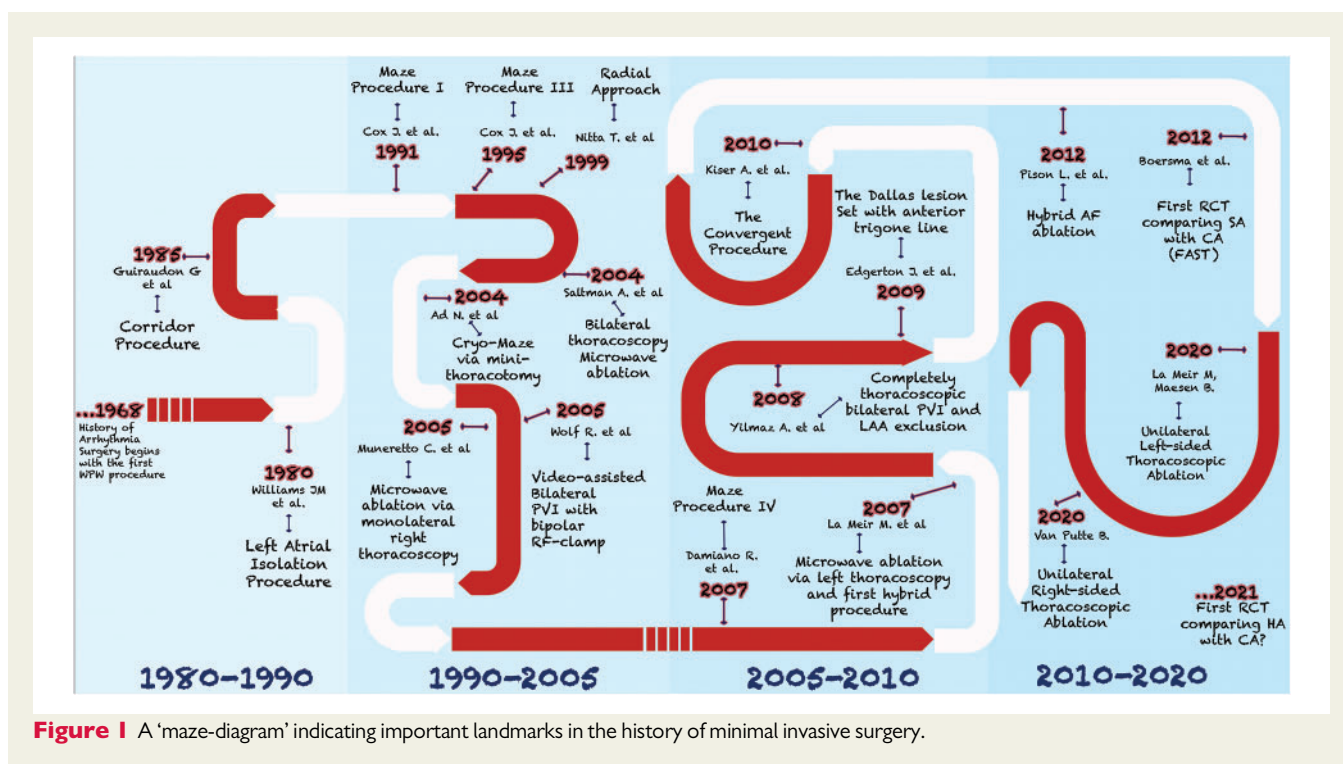 ...1968
History of
Arrhythmia
Surgery begins
with the first
WPW procedure
1980
Williams JM
et al.
Left Atrial
Isolation
Procedure
1985
Guiraudon G
et al
Corridor
Procedure
Maze
Procedure I
Cox J. et al.
1991
Maze
Procedure III
Cox J. et al.
1995
Radial
Approach
Nitta T. et al
1999
2004
Saltman A. et al
Bilateral
thoracoscopy
Microwave
ablation
2004
Ad N. et al
Cryo-Maze
via mini-
thoracotomy
2005
Muneretto C. et al
Microwave
ablation via
monolateral
right
thoracoscopy
2005
Wolf R. et al
Video-assisted
Bilateral
PVI with
bipolar
RF-clamp
Maze
Procedure IV
Damiano R.
et al.
2007
2007
La Meir M. et al
Microwave ablation
via left thoracoscopy
and first hybrid
procedure
2008
Yilmaz A. et al
Completely
thoracoscopic
bilateral PVI and
LAA exclusion
The Dallas lesion
Set with anterior
trigone line
Edgerton J. et al.
2009
2010
Kiser A. et al.
The
Convergent
Procedure
2012
Pison L. et al.
Hybrid AF
ablation
2012
Boersma et al.
First RCT
comparing SA
with CA
(FAST)
2020
La Meir M,
Maesen B.
Unilateral
Left-sided
Thoracoscopic
Ablation
2020
Van Putte B.
Unilateral
Right-sided
Thoracoscopic
Ablation
...2021
First RCT
comparing HA
with CA?
1980-1990
1990-2005
2005-2010
2010-2020
Figure 1 A 'maze-diagram' indicating important landmarks in the history of minimal invasive surgery.